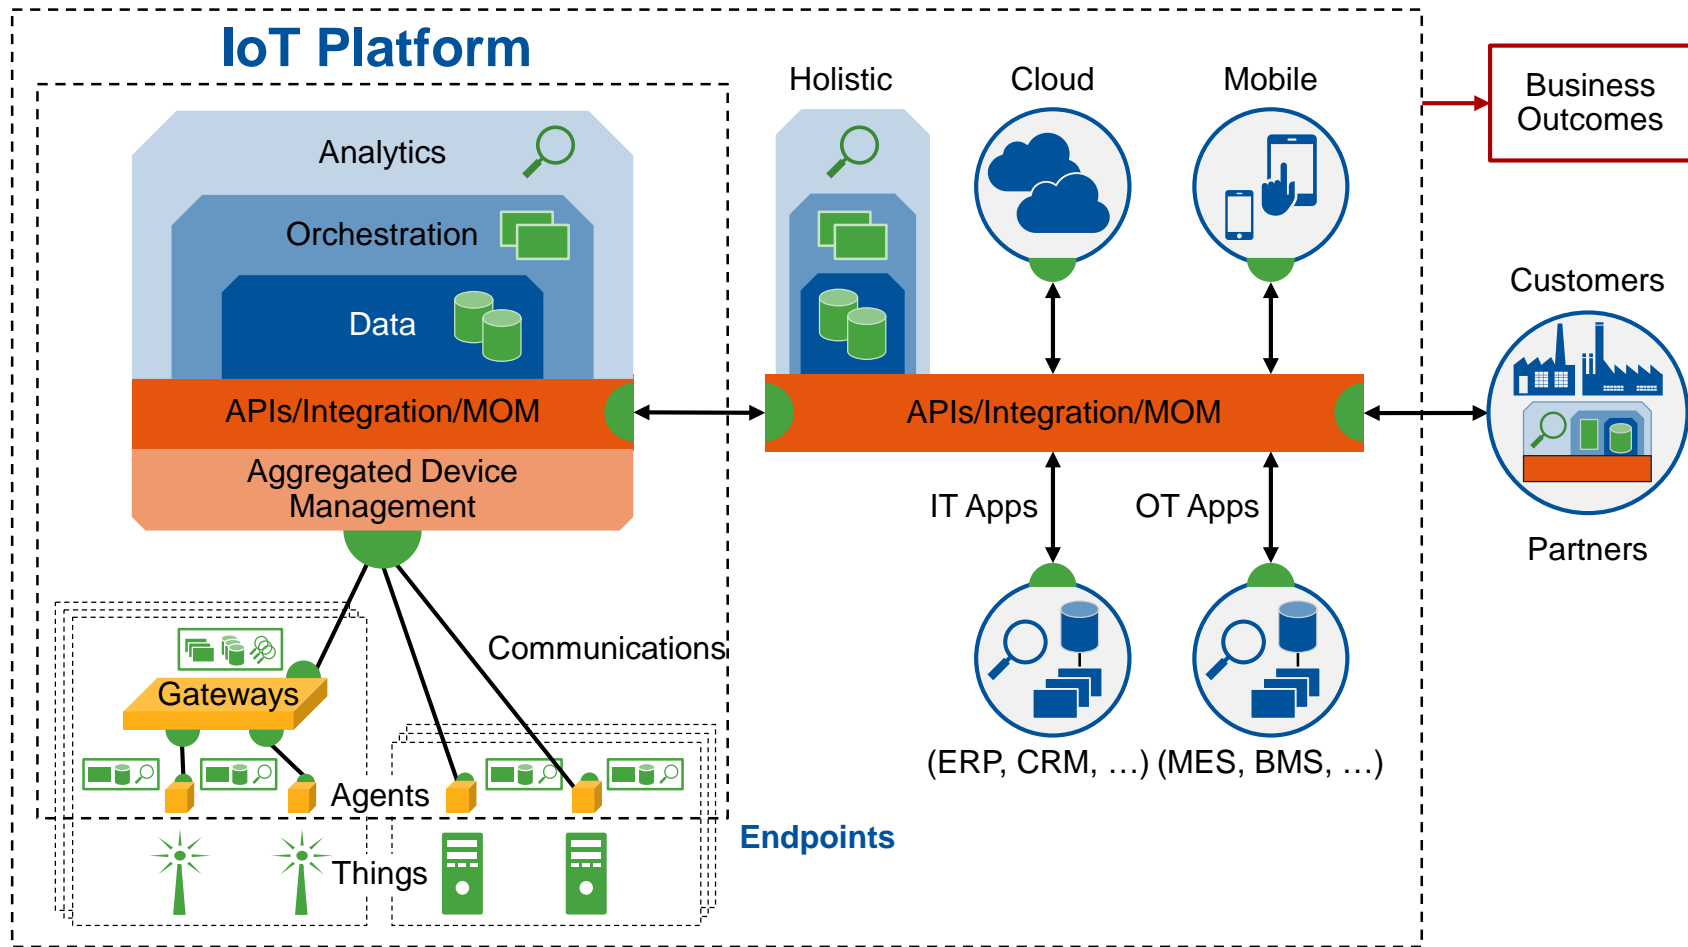 IoT Platform
Holistic
Cloud
Mobile
Business
Outcomes
Analytics
Orchestration
Data
APIs/Integration/MOM
Aggregated Device
Management
APIs/Integration/MOM
Customers
Partners
IT Apps
OT Apps
(ERP, CRM, …)
(MES, BMS, …)
Communications
Gateways
Agents
Things
Endpoints